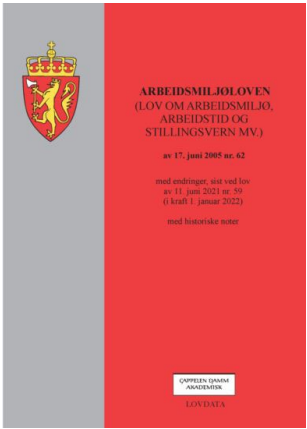 ARBEIDSMILJØLOVEN
(LOV OM ARBEIDSMILJØ,
ARBEIDSTID OG
STILLINGSVERN MV.)
av 17. juni 2005 nr. 62
med endringer, sist ved lov
av 11. juni 2021 nr. 59
(i kraft 1. januar 2022)
med historiske noter
CAPPELEN DAMM
AKADEMISK
LOVDATA